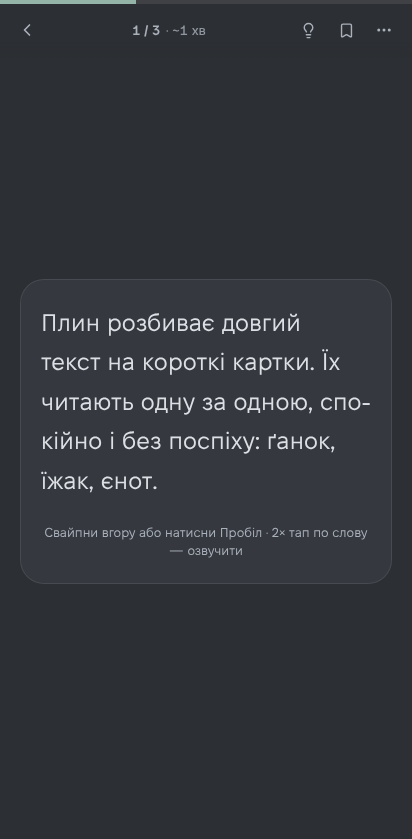 1 / 3 · ~1 хв
Плин розбиває довгий
текст на короткі картки. Їх
читають одну за одною, спо-
кійно і без поспіху: ґанок,
їжак, єнот.
Свайпни вгору або натисни Пробіл · 2× тап по слову
— озвучити